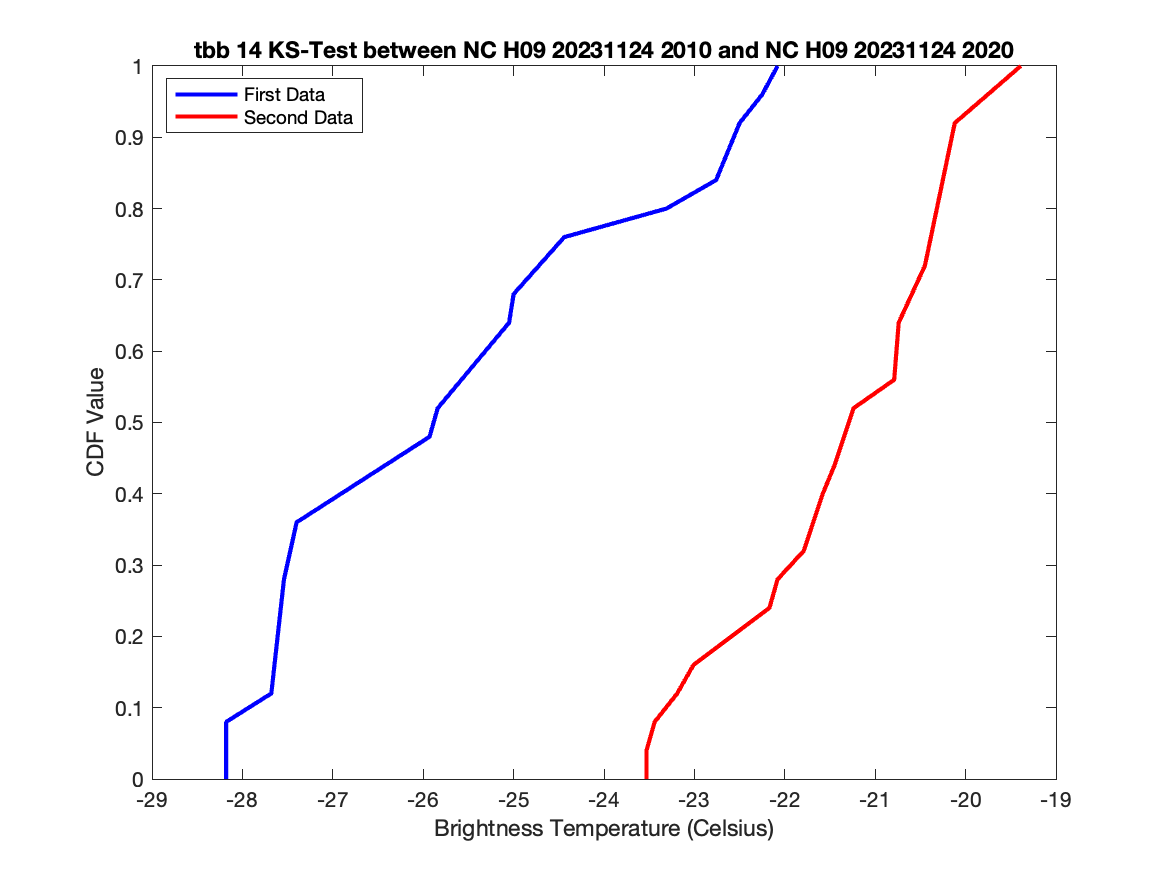 tbb 14 KS-Test between NC H09 20231124 2010 and NC H09 20231124 2020
First Data
Second Data
1
0.9
0.8
0.7
0.6
0.5
0.4
0.3
0.2
0.1
0
CDF Value
-29 -28 -27 -26 -25 -24 -23 -22 -21 -20 -19
Brightness Temperature (Celsius)